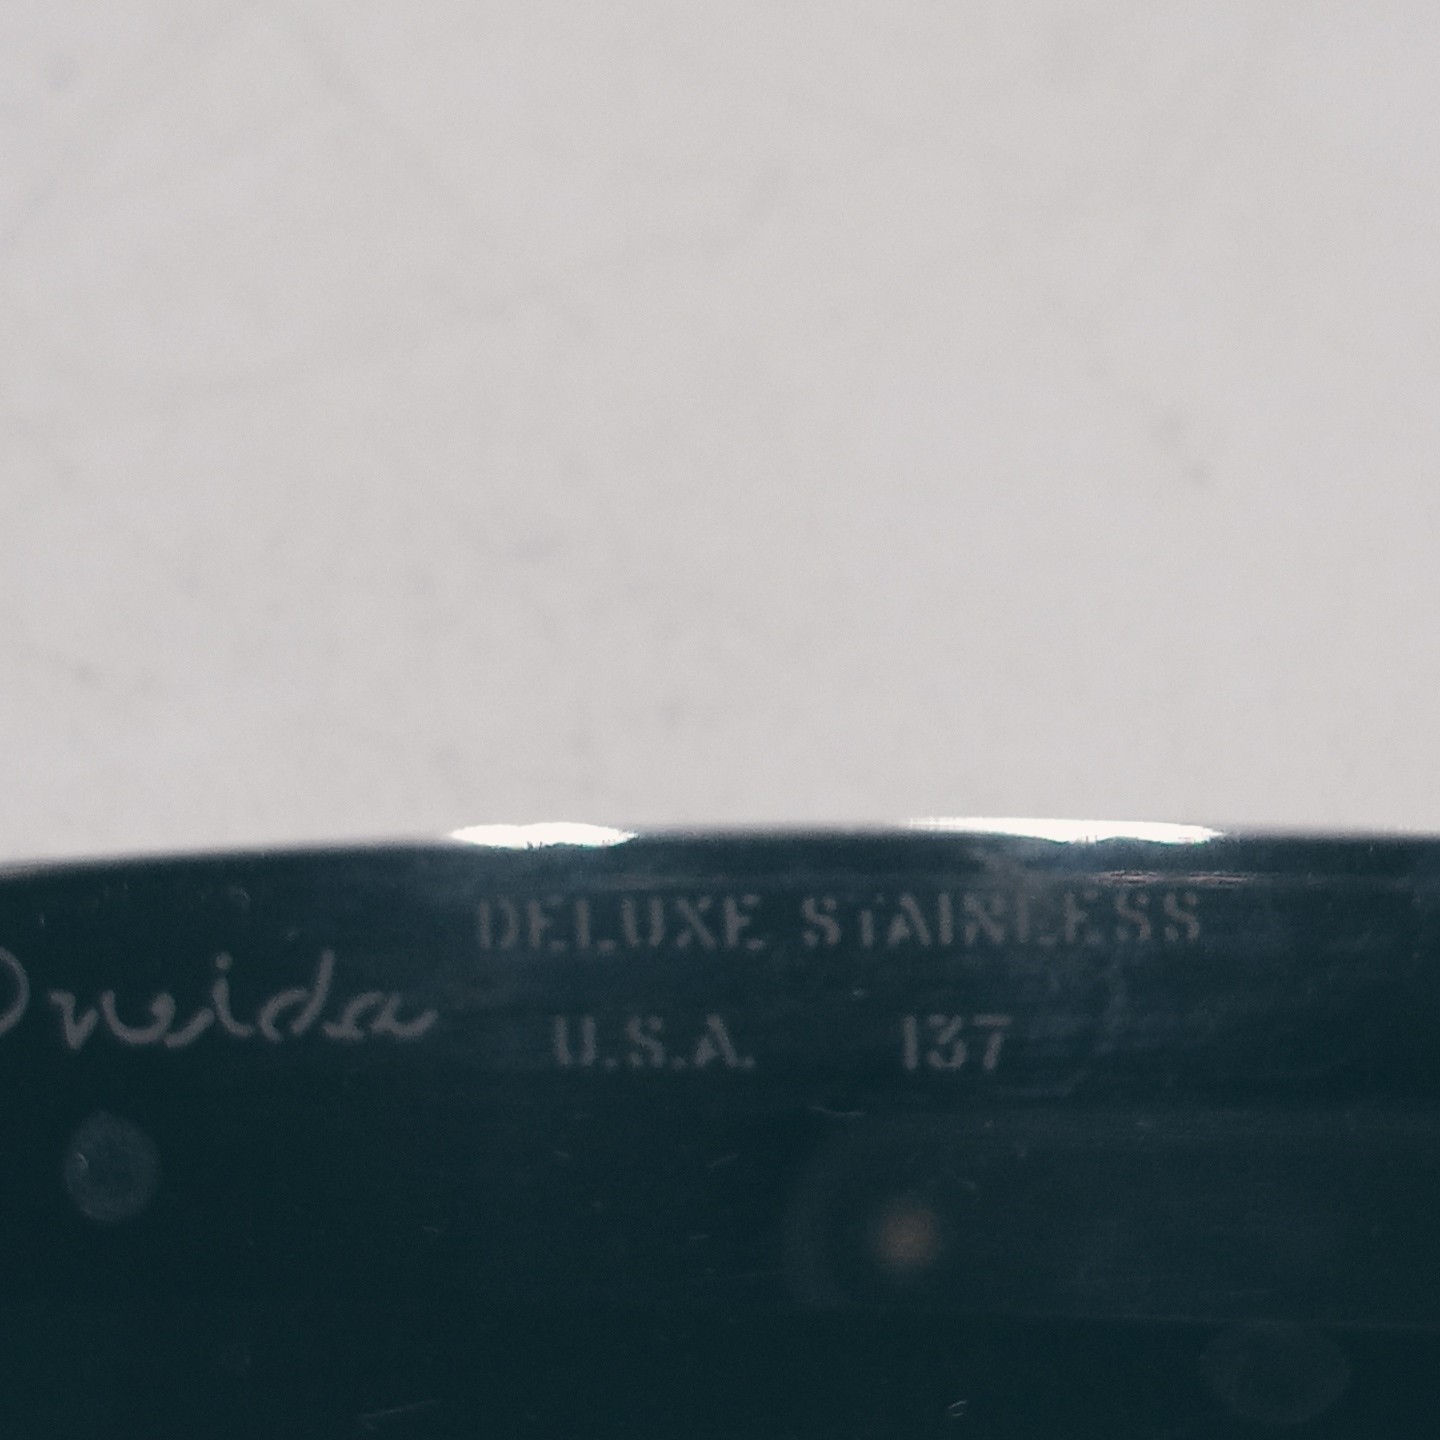 Oneida
DELUXE STAINLESS
U.S.A. 137